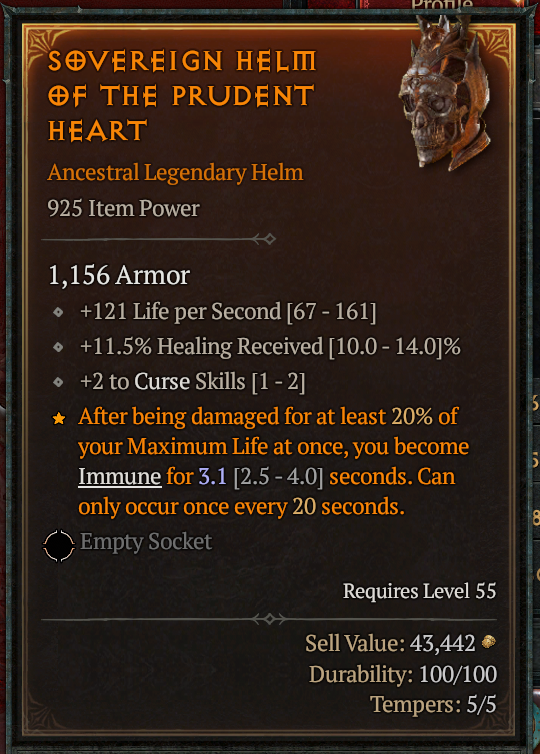 Profile
SOVEREIGN HELM
OF THE PRUDENT
HEART
Ancestral Legendary Helm
925 Item Power
1,156 Armor
+121 Life per Second [67 - 161]
+11.5% Healing Received [10.0 - 14.0]%
+2 to Curse Skills [1 - 2]
After being damaged for at least 20% of
your Maximum Life at once, you become
Immune for 3.1 [2.5 - 4.0] seconds. Can
only occur once every 20 seconds.
Empty Socket
Requires Level 55
Sell Value: 43,442
Durability: 100/100
Tempers: 5/5